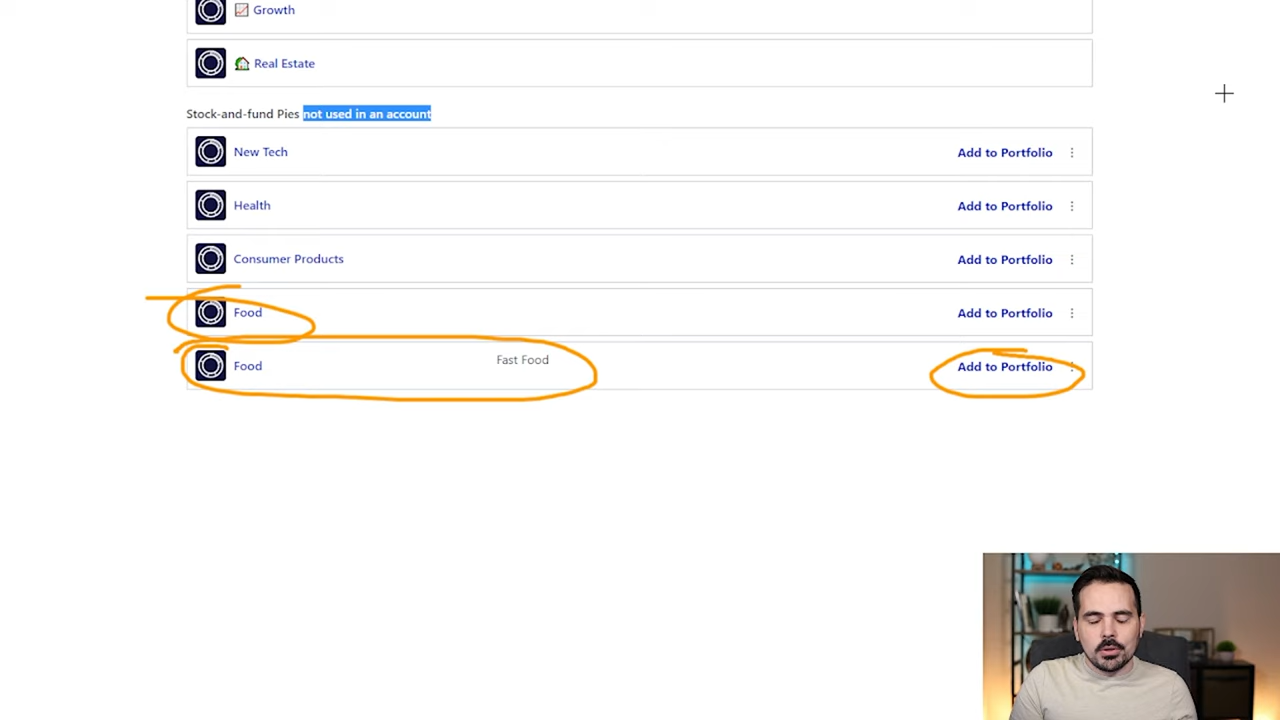 📈 Growth
🏡 Real Estate
Stock-and-fund Pies not used in an account
New Tech Add to Portfolio
Health Add to Portfolio
Consumer Products Add to Portfolio
Food Add to Portfolio
Food Fast Food Add to Portfolio